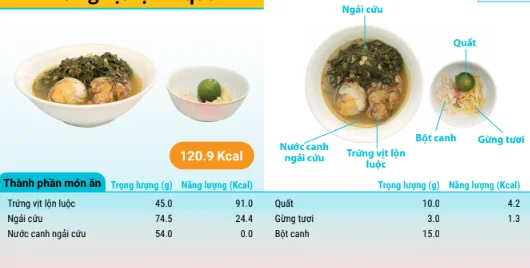 Ngải cứu
Quất
Nước canh
ngải cứu
Trứng vịt lộn
luộc
Bột canh
Gừng tươi
120.9 Kcal
Thành phần món ăn Trọng lượng (g) Năng lượng (Kcal)
Trứng vịt lộn luộc 45.0 91.0
Ngải cứu 74.5 24.4
Nước canh ngải cứu 54.0 0.0
Trọng lượng (g) Năng lượng (Kcal)
Quất 10.0 4.2
Gừng tươi 3.0 1.3
Bột canh 15.0